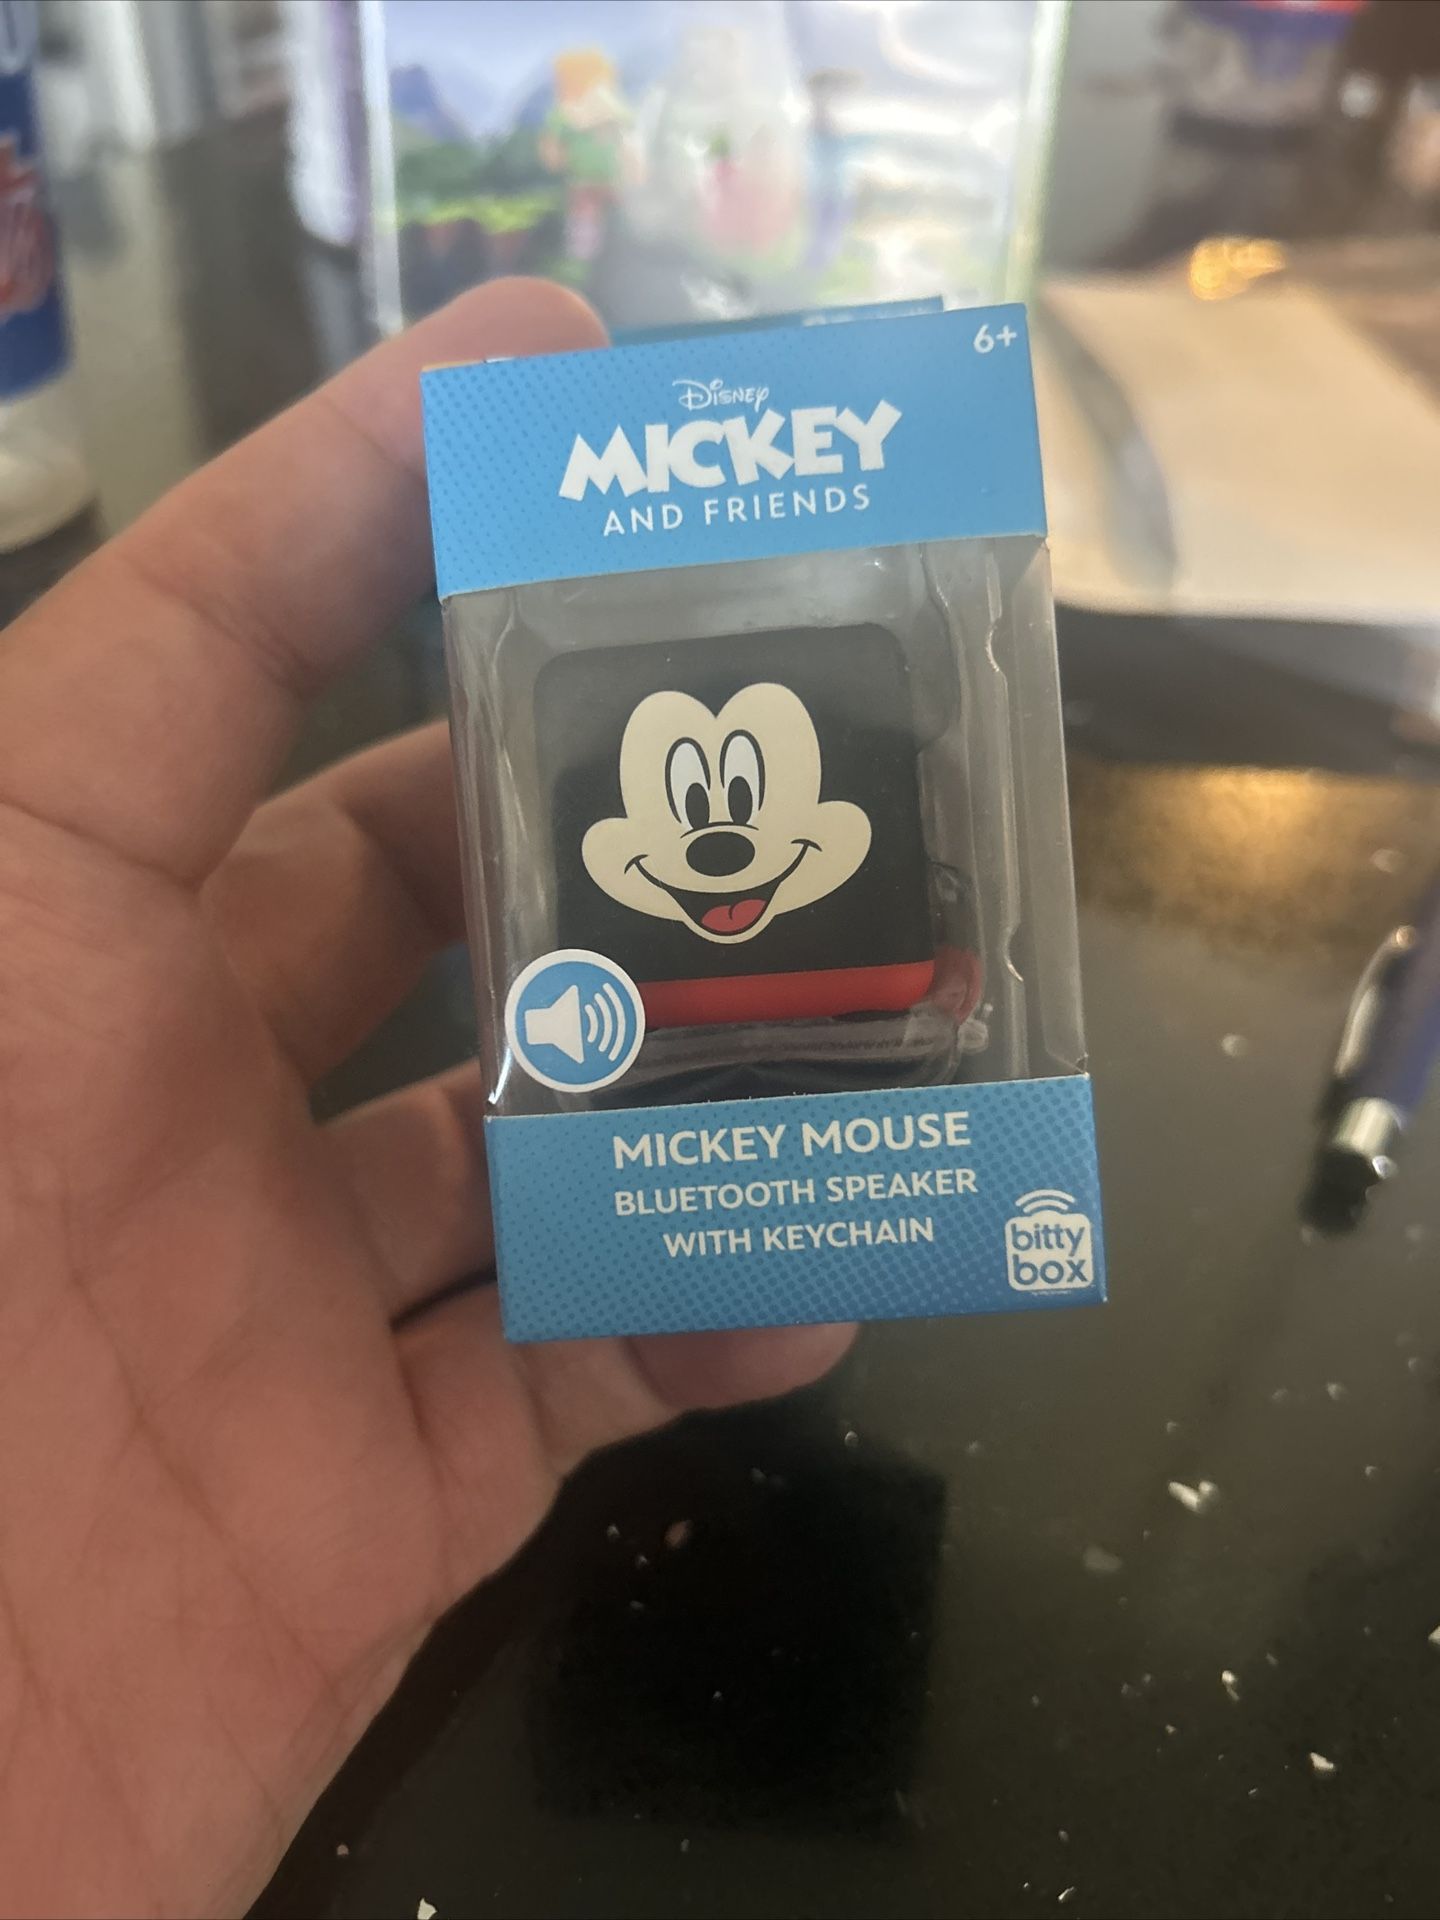 6+
Disney
MICKEY
AND FRIENDS
MICKEY MOUSE
BLUETOOTH SPEAKER
WITH KEYCHAIN
bitty
box